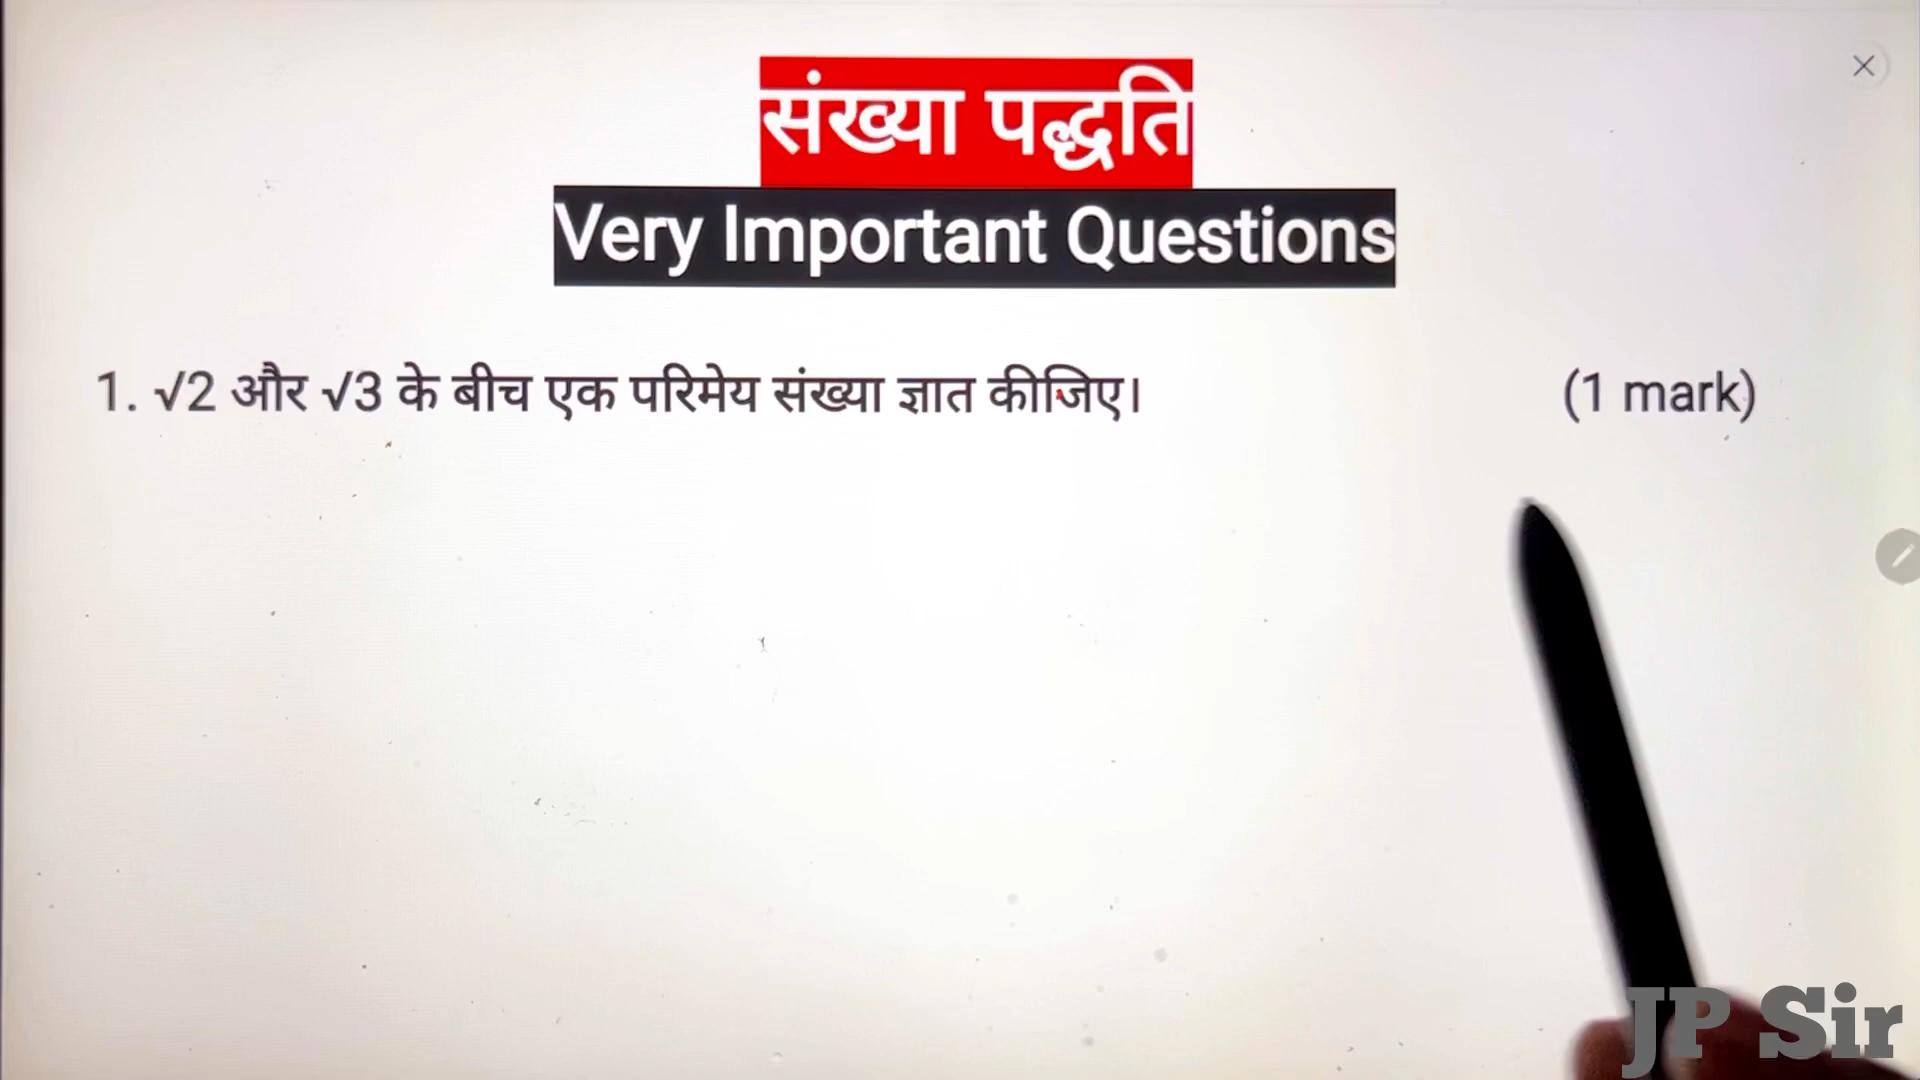 संख्या पद्धति
Very Important Questions
1. √2 और √3 के बीच एक परिमेय संख्या ज्ञात कीजिए। (1 mark)
JP Sir